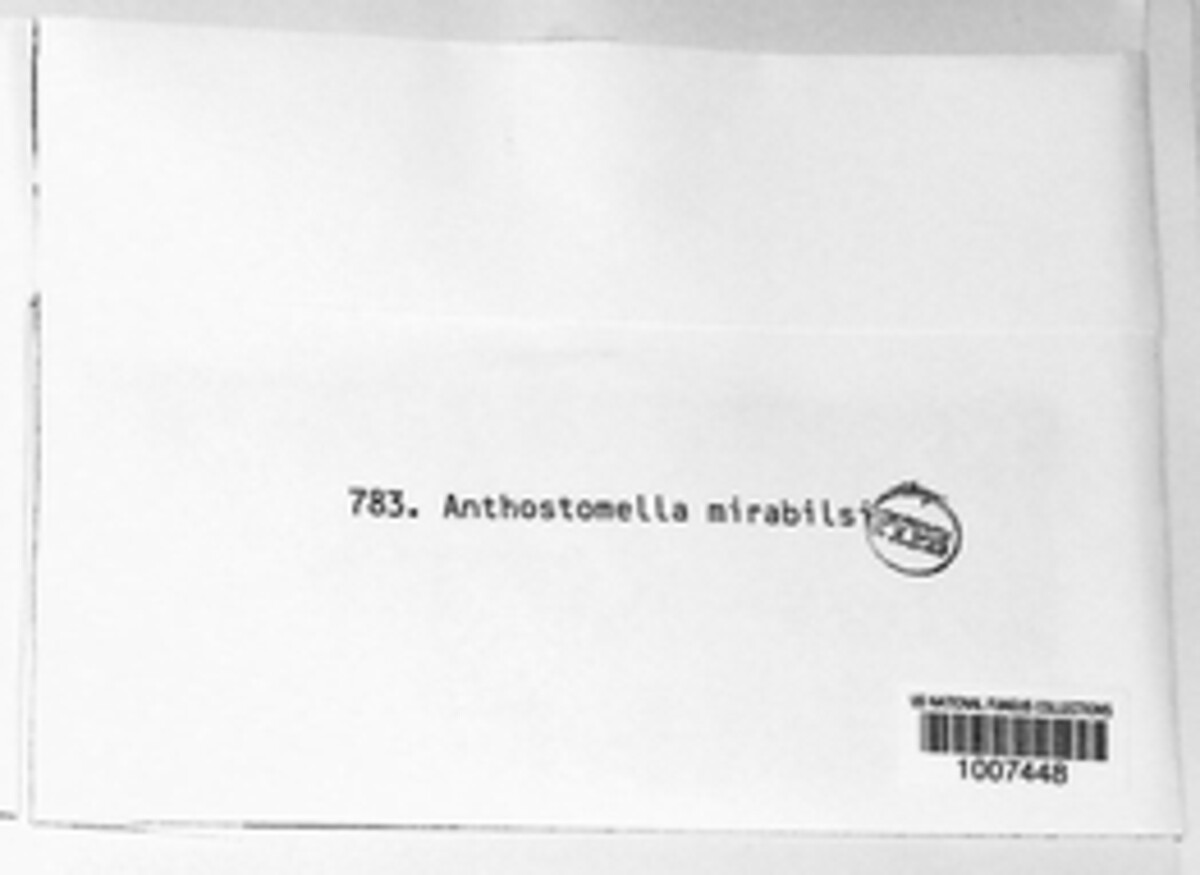 783. Anthostomella mirabilsi
US NATIONAL FUNGUS COLLECTIONS
1007448